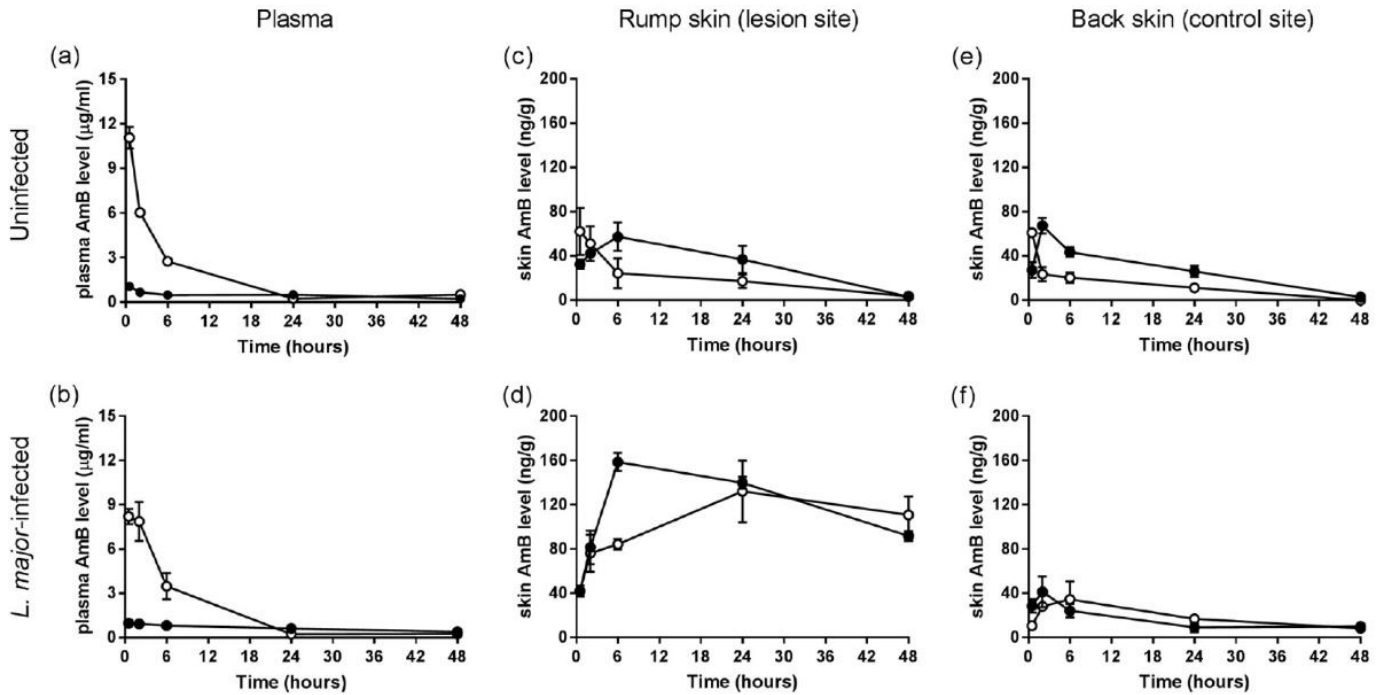 Plasma
Rump skin (lesion site)
Back skin (control site)
Uninfected
(a)
plasma AmB level (µg/ml)
15
12
9
6
3
0
0 6 12 18 24 30 36 42 48
Time (hours)
(c)
skin AmB level (ng/g)
200
160
120
80
40
0
0 6 12 18 24 30 36 42 48
Time (hours)
(e)
skin AmB level (ng/g)
200
160
120
80
40
0
0 6 12 18 24 30 36 42 48
Time (hours)
L. major-infected
(b)
plasma AmB level (µg/ml)
15
12
9
6
3
0
0 6 12 18 24 30 36 42 48
Time (hours)
(d)
skin AmB level (ng/g)
200
160
120
80
40
0
0 6 12 18 24 30 36 42 48
Time (hours)
(f)
skin AmB level (ng/g)
200
160
120
80
40
0
0 6 12 18 24 30 36 42 48
Time (hours)